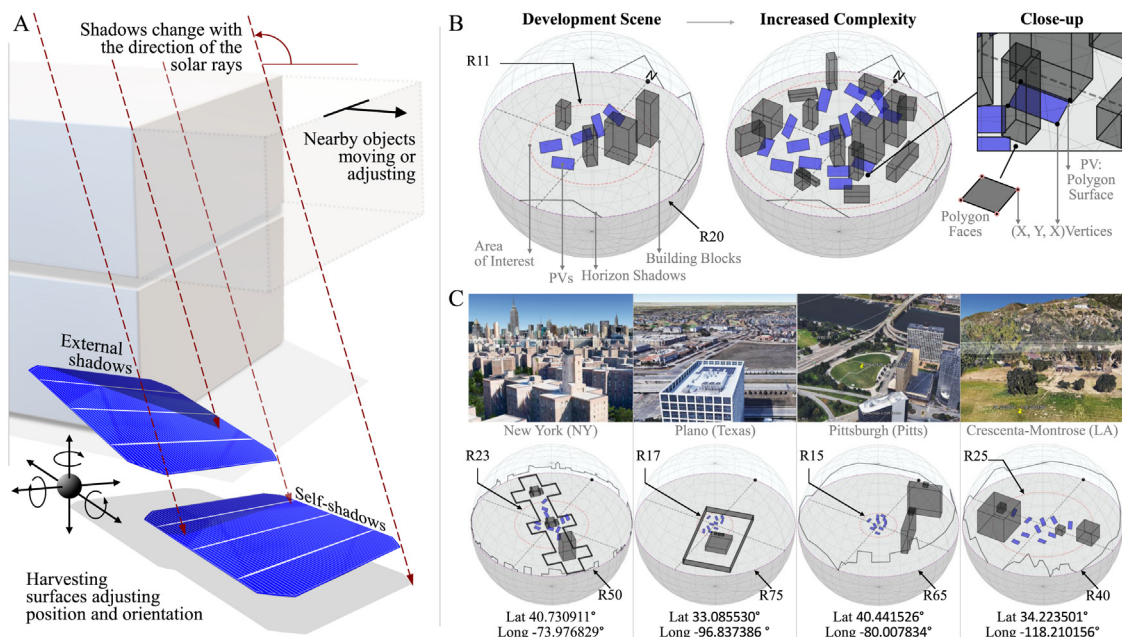 A
Shadows change with
the direction of the
solar rays
Nearby objects
moving or
adjusting
External
shadows
Self-shadows
Harvesting
surfaces adjusting
position and orientation
B
Development Scene
Increased Complexity
Close-up
R11
N
N
R20
Area
of Interest
PVs
Horizon Shadows
Building Blocks
PV:
Polygon
Surface
Polygon
Faces
(X, Y, X)Vertices
C
New York (NY)
Plano (Texas)
Pittsburgh (Pitts)
Crescenta-Montrose (LA)
R23
R17
R15
R25
R50
R75
R65
R40
Lat 40.730911°
Long -73.976829°
Lat 33.085530°
Long -96.837386°
Lat 40.441526°
Long -80.007834°
Lat 34.223501°
Long -118.210156°